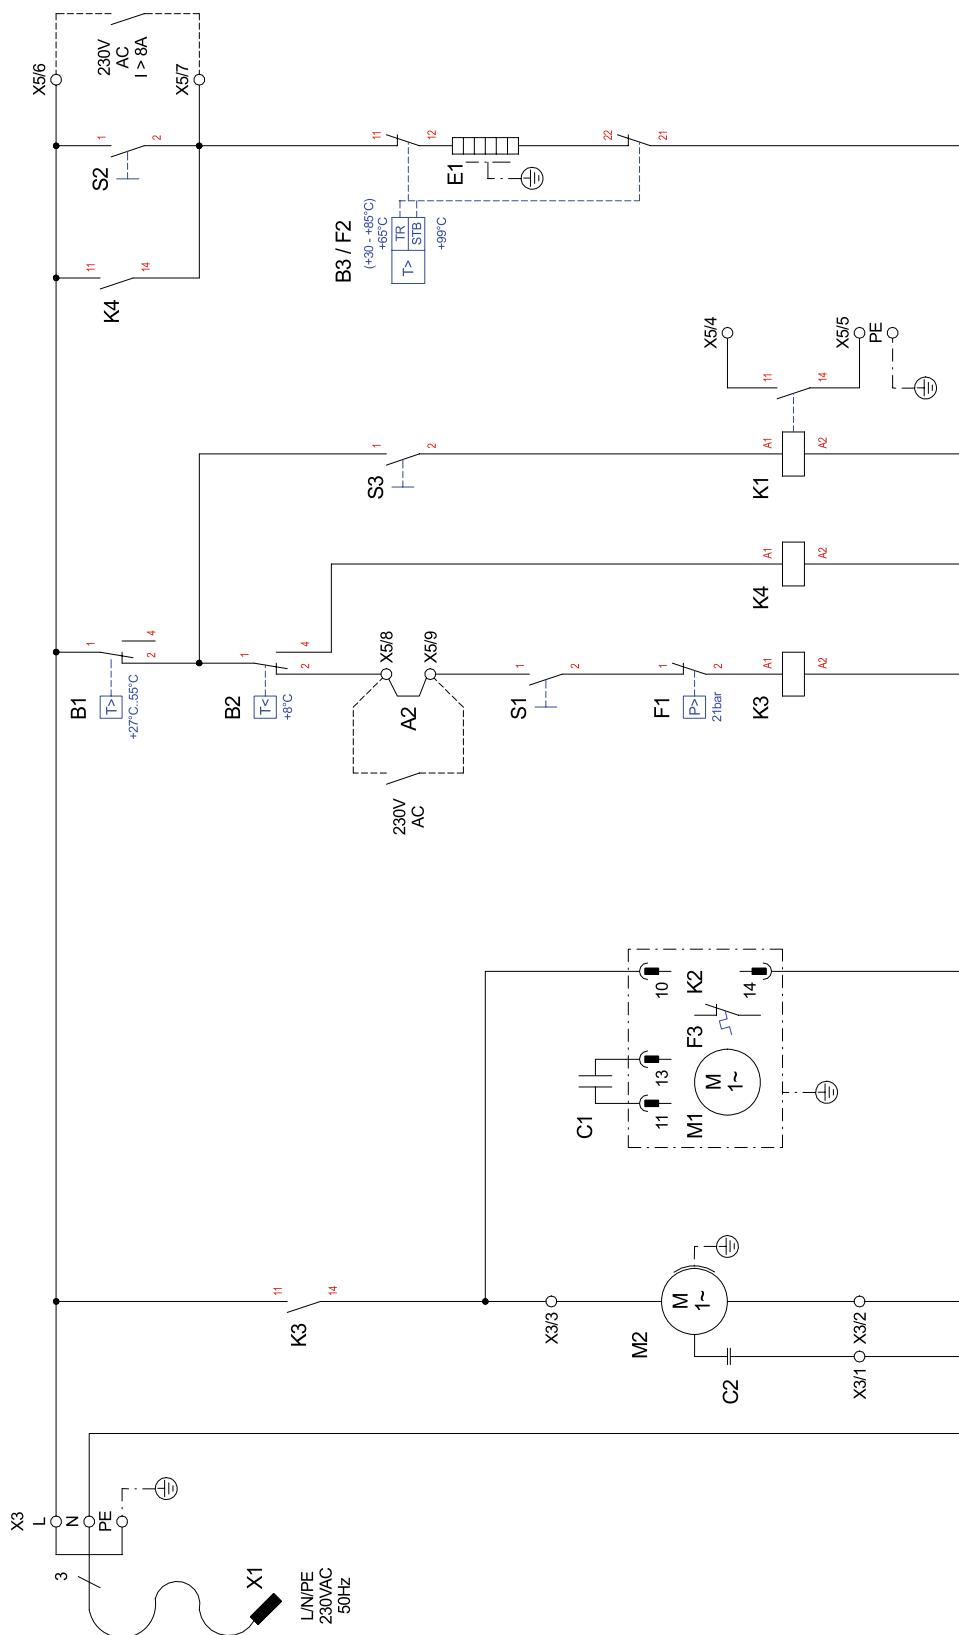 X3
L
N
PE
3
X1
L/N/PE
230VAC
50Hz
K3
11
14
X3/3
M2
M
1~
C2
X3/1
X3/2
C1
11
13
10
M1
M
1~
F3
K2
14
B1
T>
+27°C..55°C
1
2
4
B2
T<
+8°C
1
2
4
X5/8
X5/9
A2
230V
AC
S1
1
2
F1
P>
21bar
1
2
K3
A1
A2
K4
A1
A2
S3
1
2
K1
A1
A2
11
14
X5/4
X5/5
PE
K4
11
14
S2
1
2
X5/6
X5/7
230V
AC
I > 8A
B3 / F2
(+30 - +85°C)
+65°C
TR
STB
T>
+99°C
11
12
E1
22
21